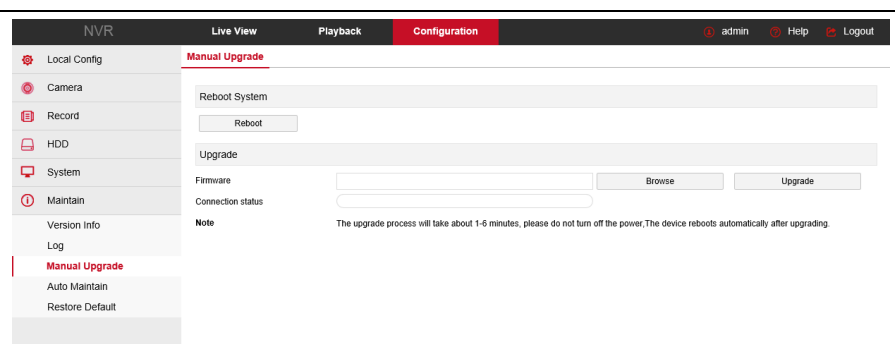 NVR Live View Playback Configuration admin Help Logout
Local Config
Camera
Record
HDD
System
Maintain
Version Info
Log
Manual Upgrade
Auto Maintain
Restore Default
Manual Upgrade
Reboot System
Reboot
Upgrade
Firmware Browse Upgrade
Connection status
Note The upgrade process will take about 1-6 minutes, please do not turn off the power,The device reboots automatically after upgrading.